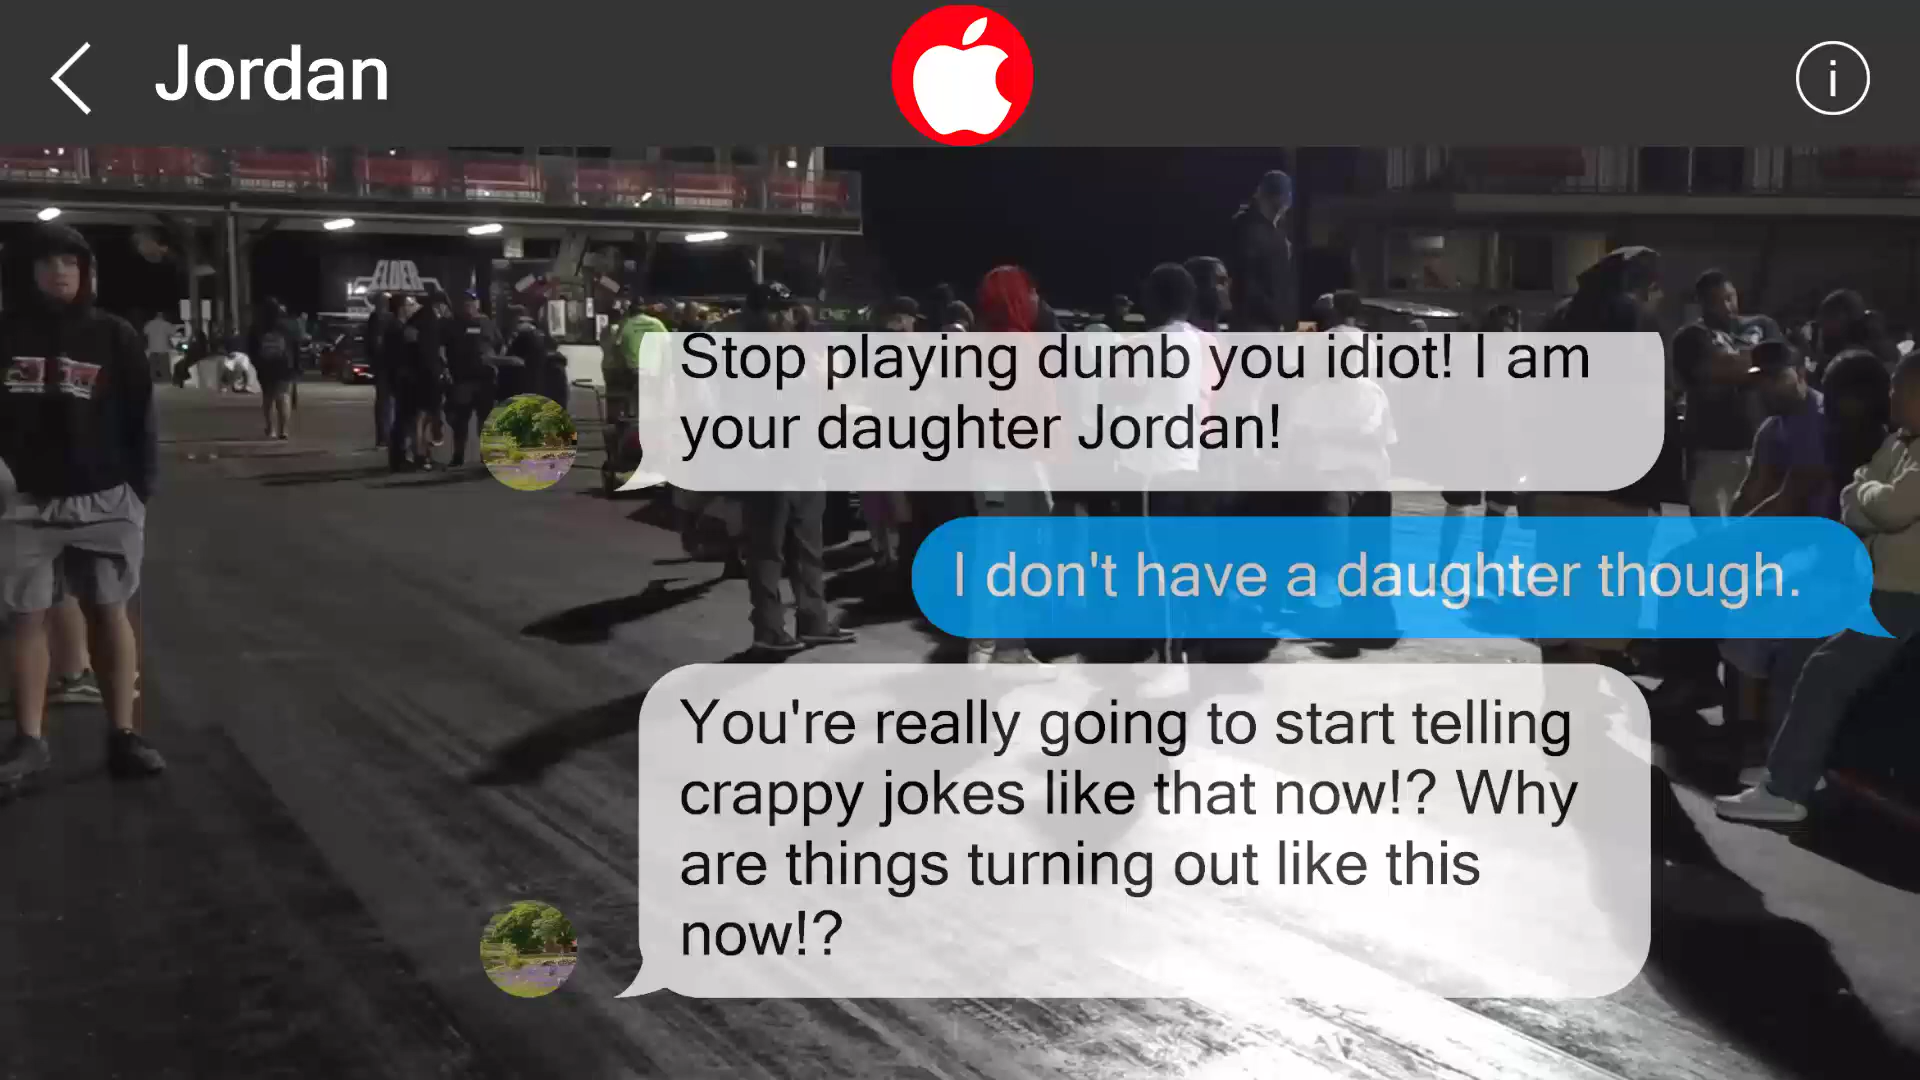 Jordan
ELDER
Stop playing dumb you idiot! I am
your daughter Jordan!
I don't have a daughter though.
You're really going to start telling
crappy jokes like that now!? Why
are things turning out like this
now!?